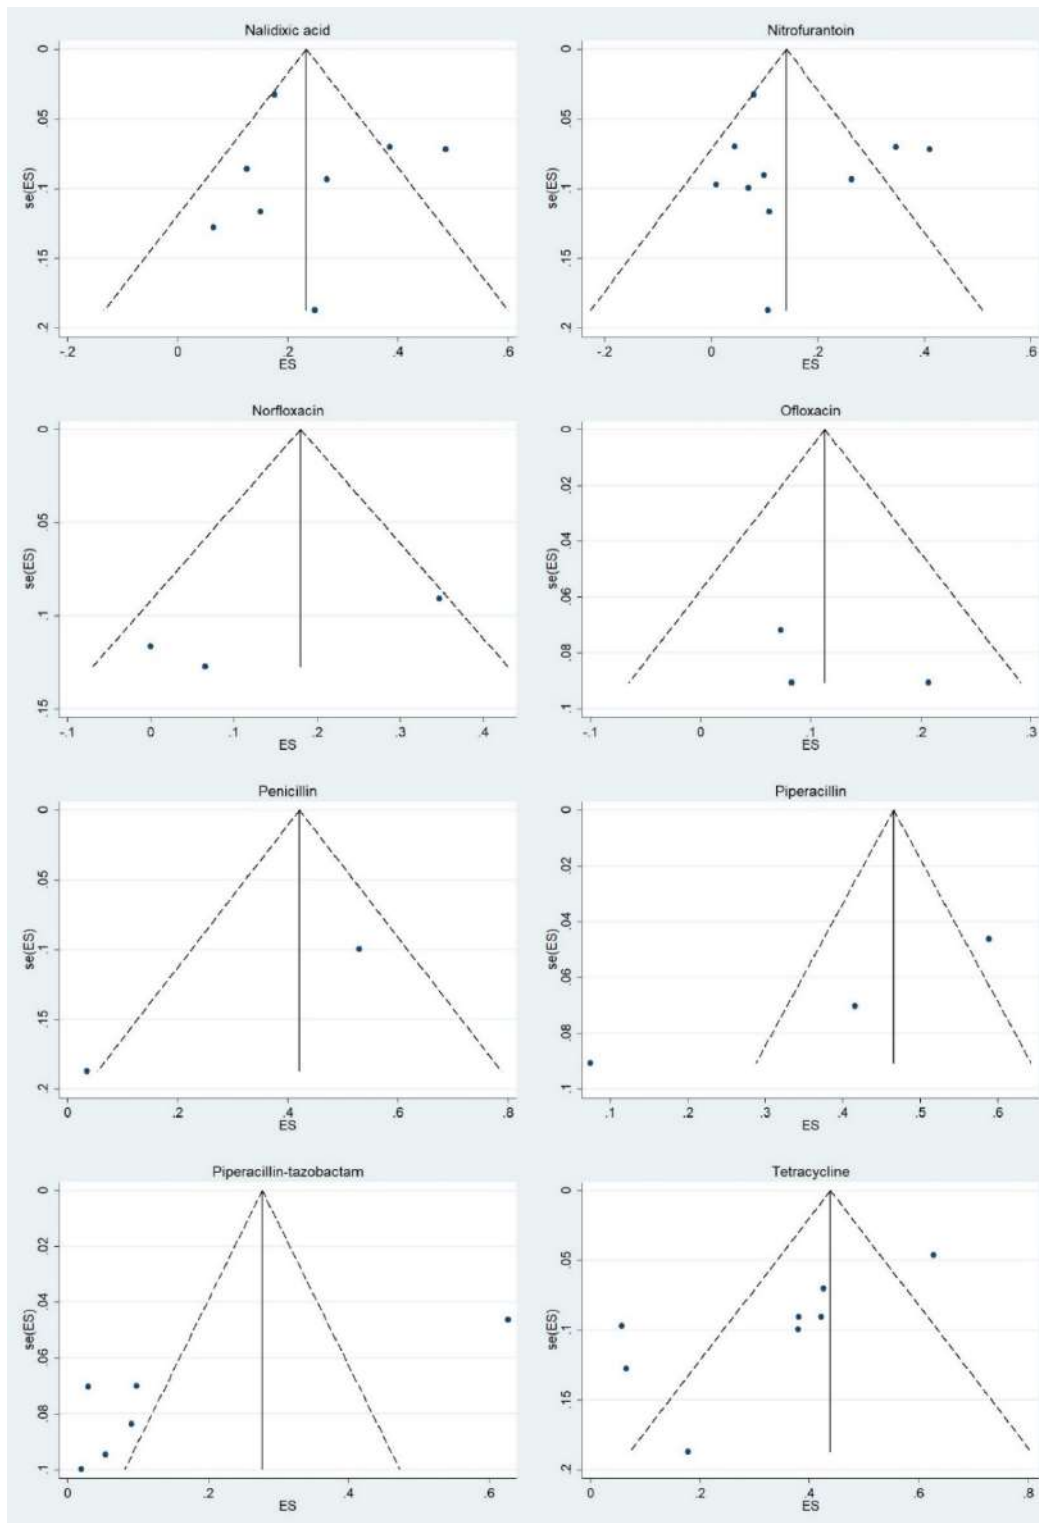 Nalidixic acid
0
.05
.1
.15
.2
se(ES)
-.2 0 .2 .4 .6
ES
Nitrofurantoin
0
.05
.1
.15
.2
se(ES)
-.2 0 .2 .4 .6
ES
Norfloxacin
0
.05
.1
.15
se(ES)
-.1 0 .1 .2 .3 .4
ES
Ofloxacin
0
.02
.04
.06
.08
.1
se(ES)
-.1 0 .1 .2 .3
ES
Penicillin
0
.05
.1
.15
.2
se(ES)
0 .2 .4 .6 .8
ES
Piperacillin
0
.02
.04
.06
.08
.1
se(ES)
.1 .2 .3 .4 .5 .6
ES
Piperacillin-tazobactam
0
.02
.04
.06
.08
.1
se(ES)
0 .2 .4 .6
ES
Tetracycline
0
.05
.1
.15
.2
se(ES)
0 .2 .4 .6 .8
ES